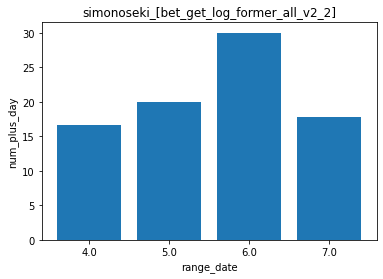 simonoseki_[bet_get_log_former_all_v2_2]
num_plus_day
30
25
20
15
10
5
0
4.0 5.0 6.0 7.0
range_date